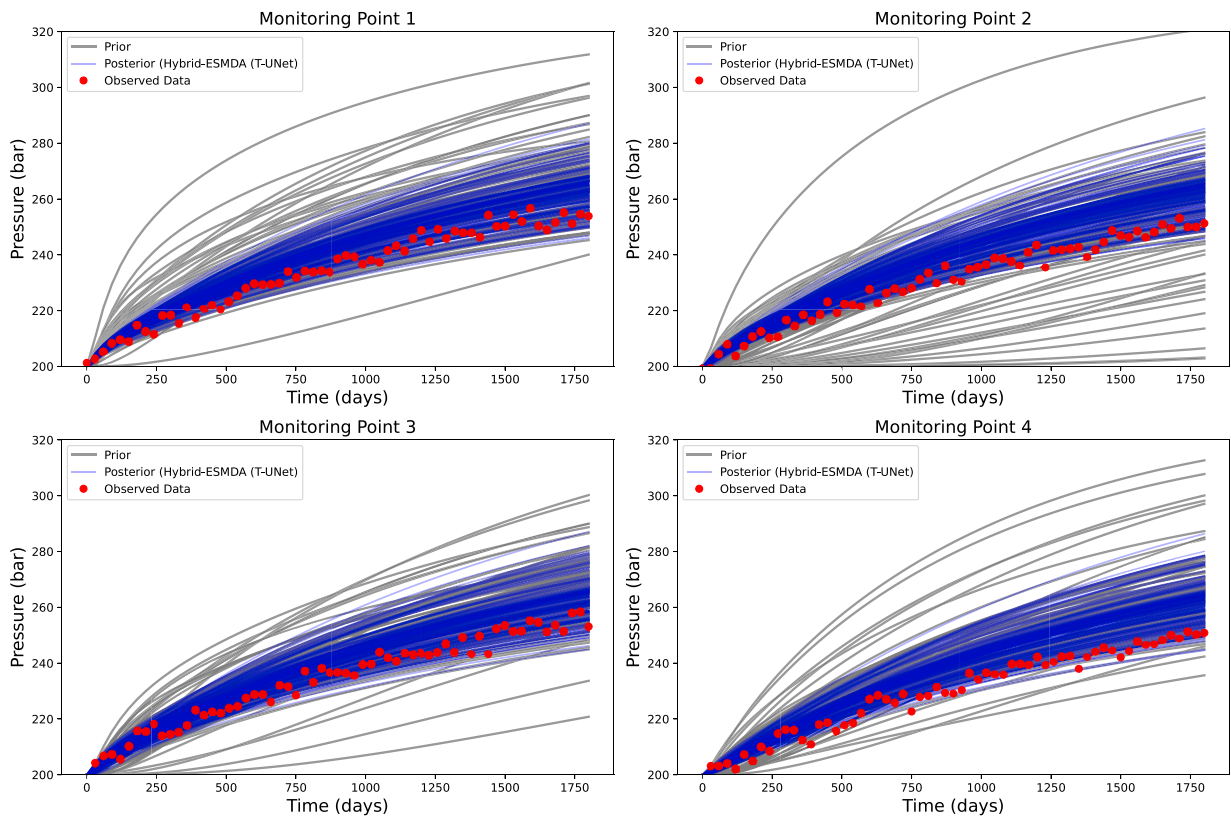 Monitoring Point 1
Pressure (bar)
320
300
280
260
240
220
200
Prior
Posterior (Hybrid-ESMDA (T-UNet)
Observed Data
0 250 500 750 1000 1250 1500 1750
Time (days)
Monitoring Point 2
Pressure (bar)
320
300
280
260
240
220
200
Prior
Posterior (Hybrid-ESMDA (T-UNet)
Observed Data
0 250 500 750 1000 1250 1500 1750
Time (days)
Monitoring Point 3
Pressure (bar)
320
300
280
260
240
220
200
Prior
Posterior (Hybrid-ESMDA (T-UNet)
Observed Data
0 250 500 750 1000 1250 1500 1750
Time (days)
Monitoring Point 4
Pressure (bar)
320
300
280
260
240
220
200
Prior
Posterior (Hybrid-ESMDA (T-UNet)
Observed Data
0 250 500 750 1000 1250 1500 1750
Time (days)